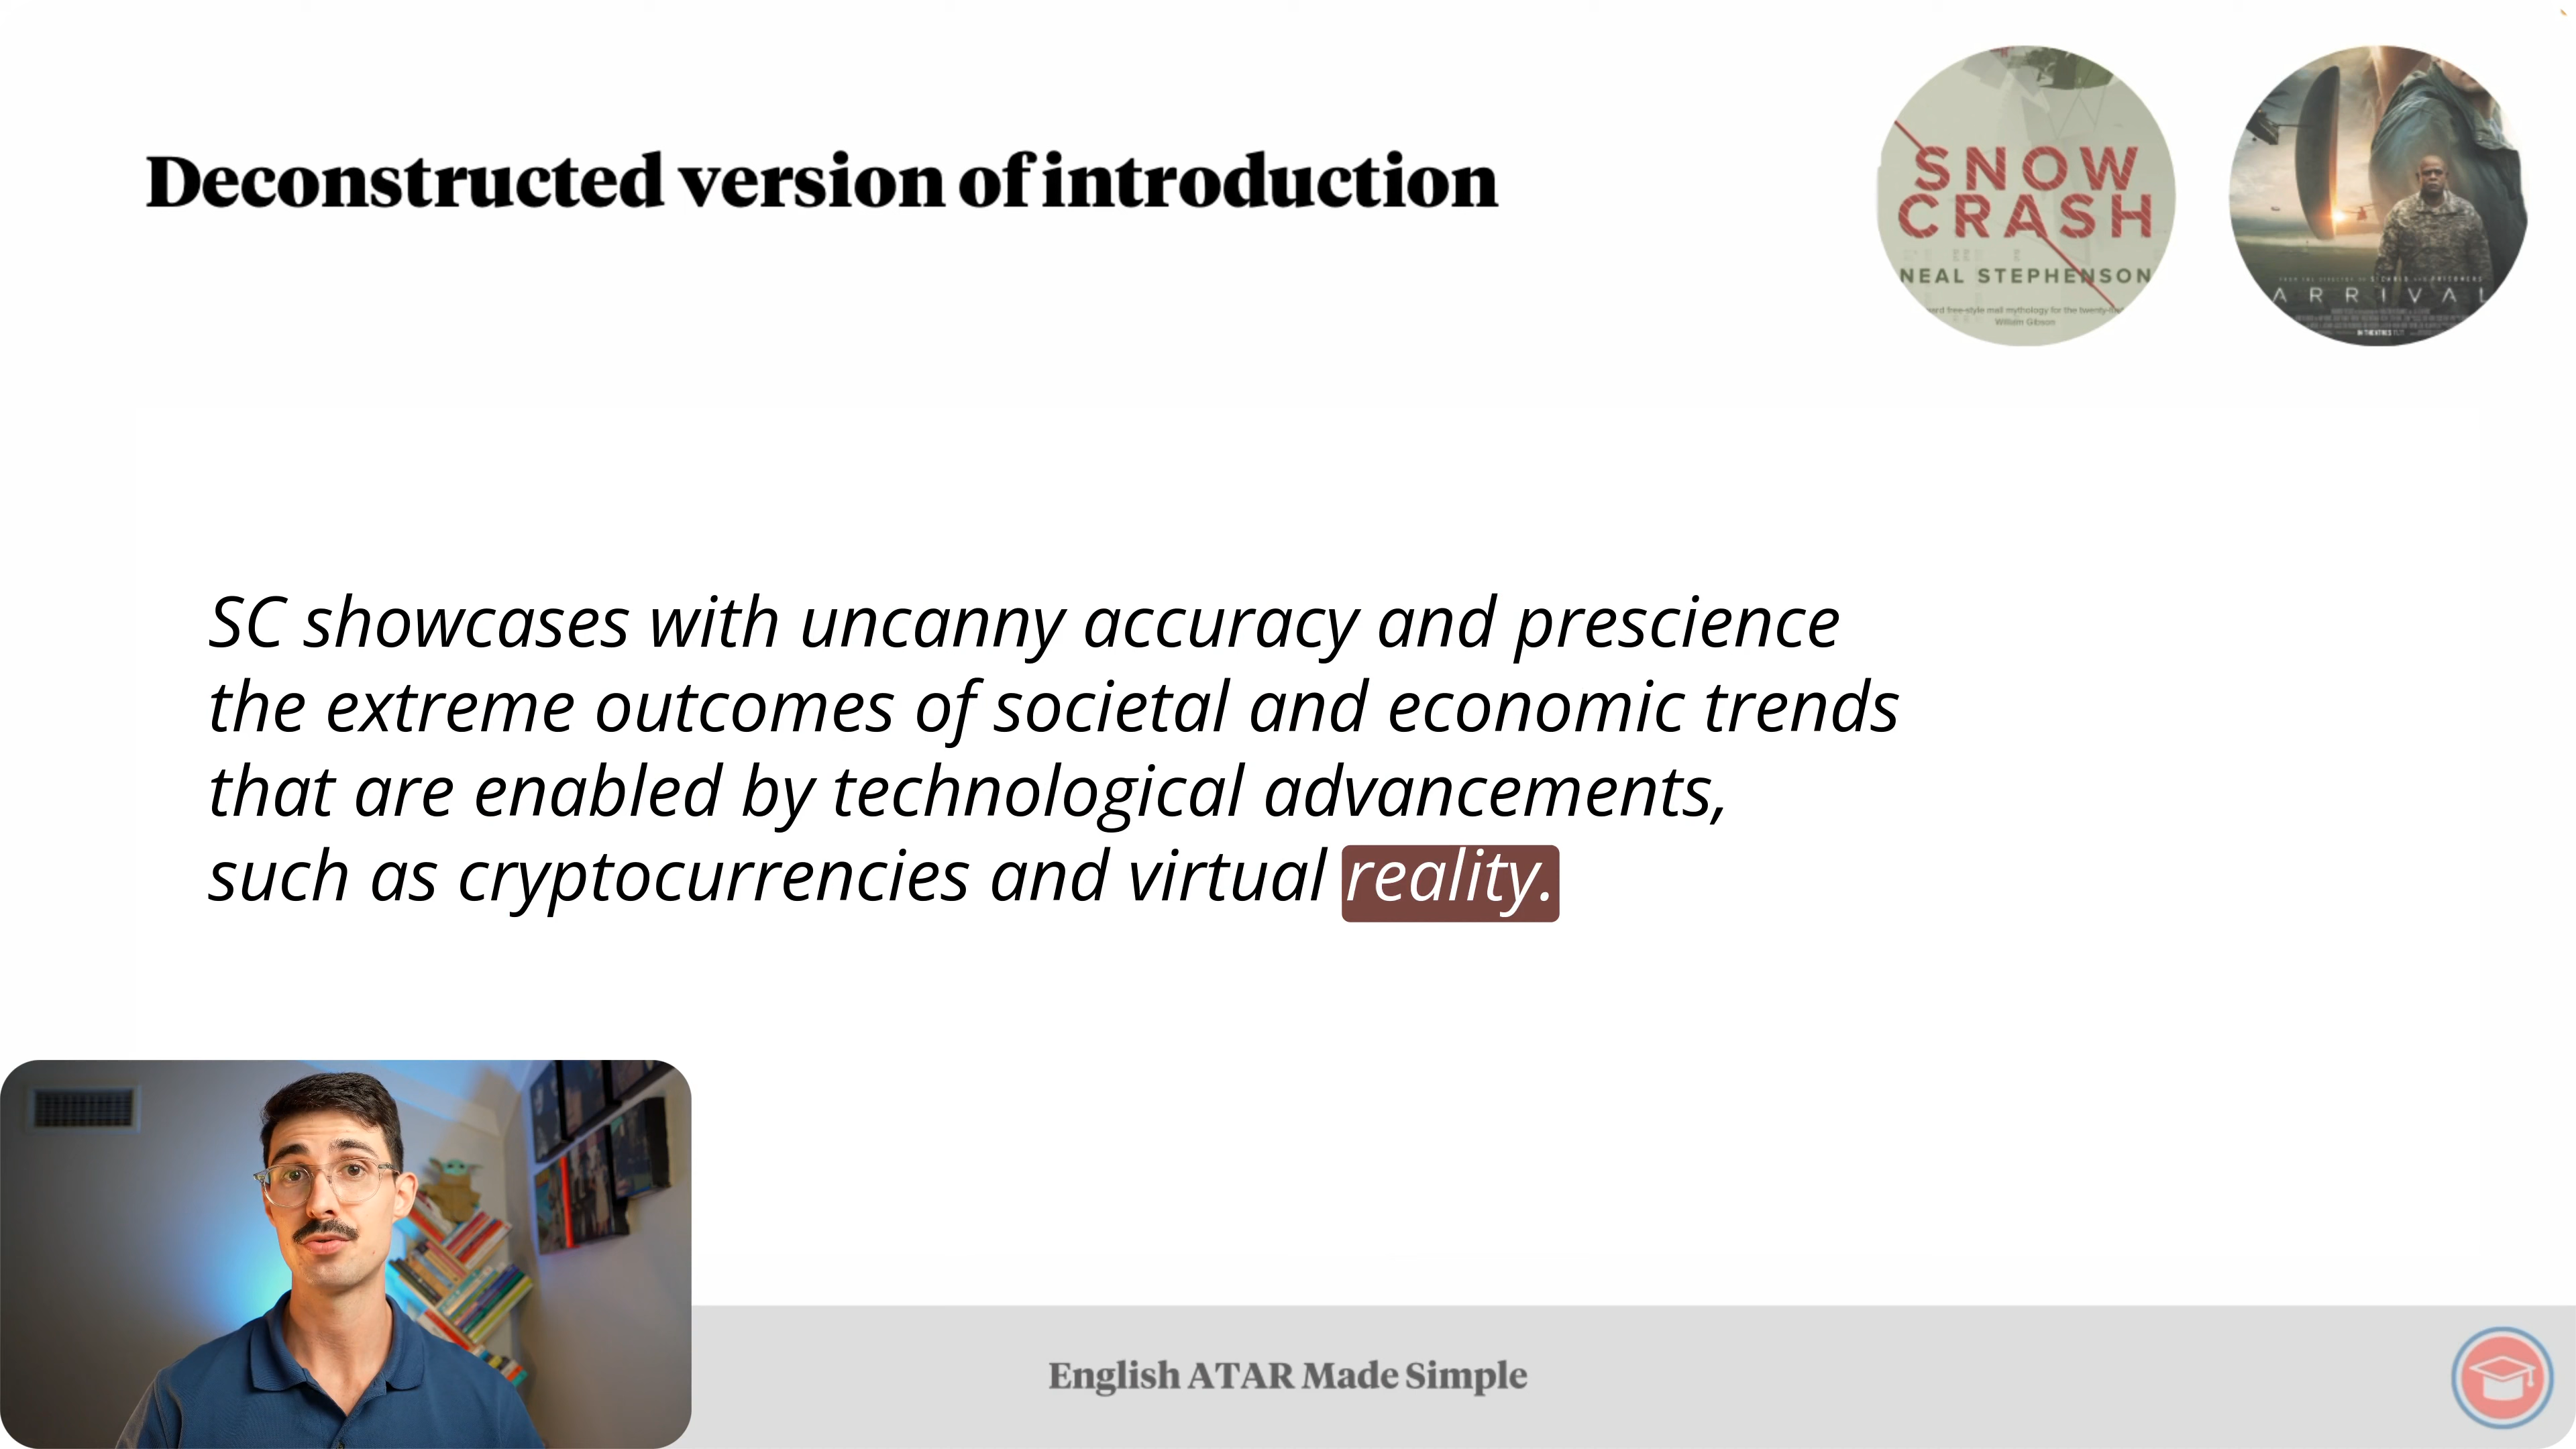 Deconstructed version of introduction
SNOW
CRASH
NEAL STEPHENSON
William Gibson
ARRIVAL
SC showcases with uncanny accuracy and prescience
the extreme outcomes of societal and economic trends
that are enabled by technological advancements,
such as cryptocurrencies and virtual reality.
English ATAR Made Simple